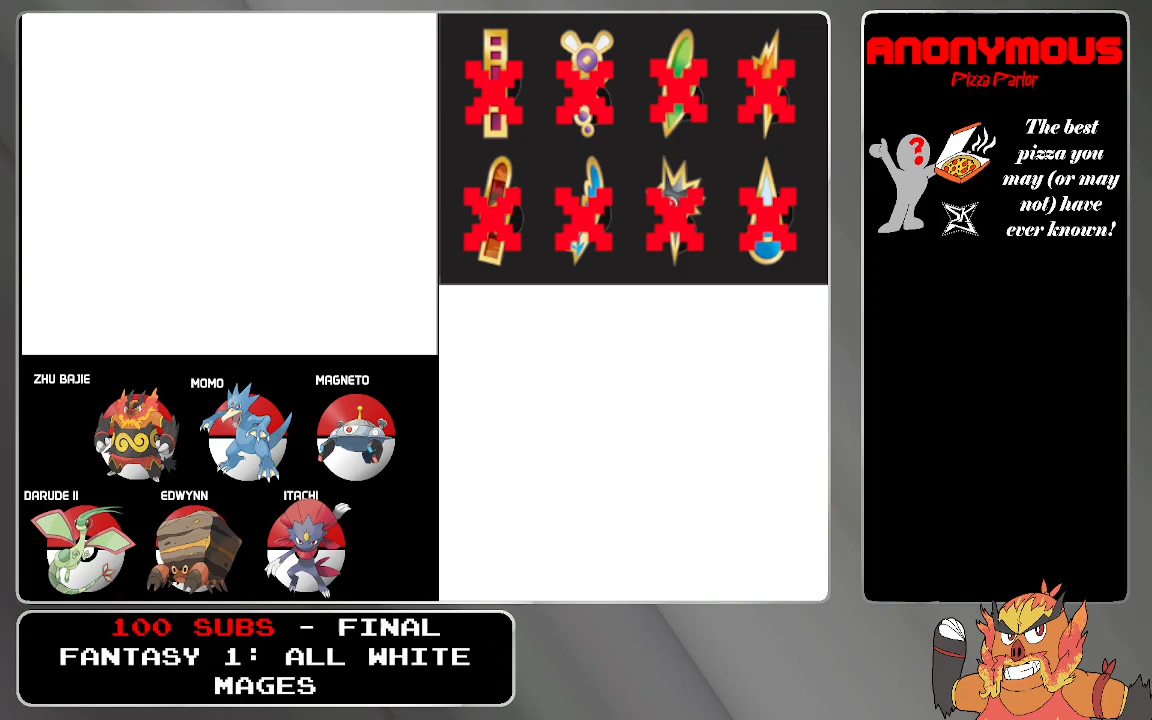 ANONYMOUS
Pizza Parlor
The best
pizza you
may (or may
not) have
ever known!
?
SK
ZHU BAJIE
MOMO
MAGNETO
DARUDE II
EDWYNN
ITACHI
100 SUBS - FINAL
FANTASY 1: ALL WHITE
MAGES